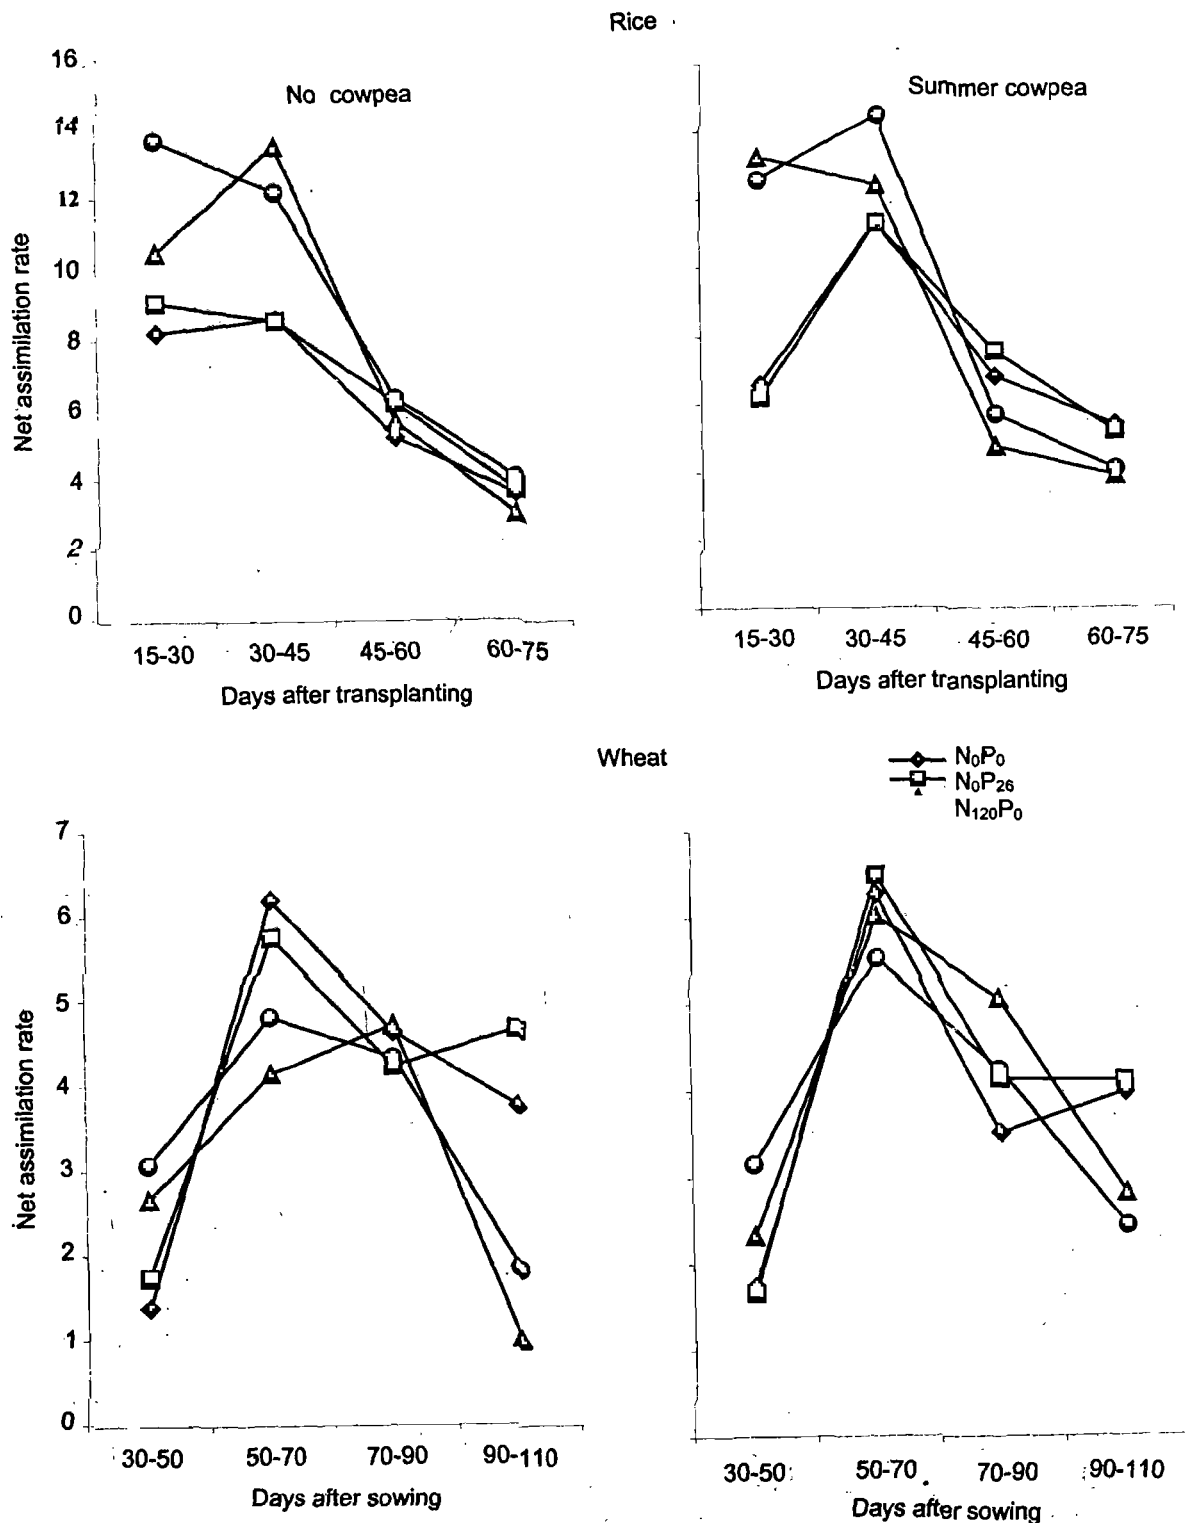 Rice
No cowpea
Summer cowpea
16
14
12
10
8
6
4
2
0
Net assimilation rate
15-30 30-45 45-60 60-75
Days after transplanting
15-30 30-45 45-60 60-75
Days after transplanting
Wheat
N₀P₀
N₀P₂₆
N₁₂₀P₀
7
6
5
4
3
2
1
0
Net assimilation rate
30-50 50-70 70-90 90-110
Days after sowing
30-50 50-70 70-90 90-110
Days after sowing